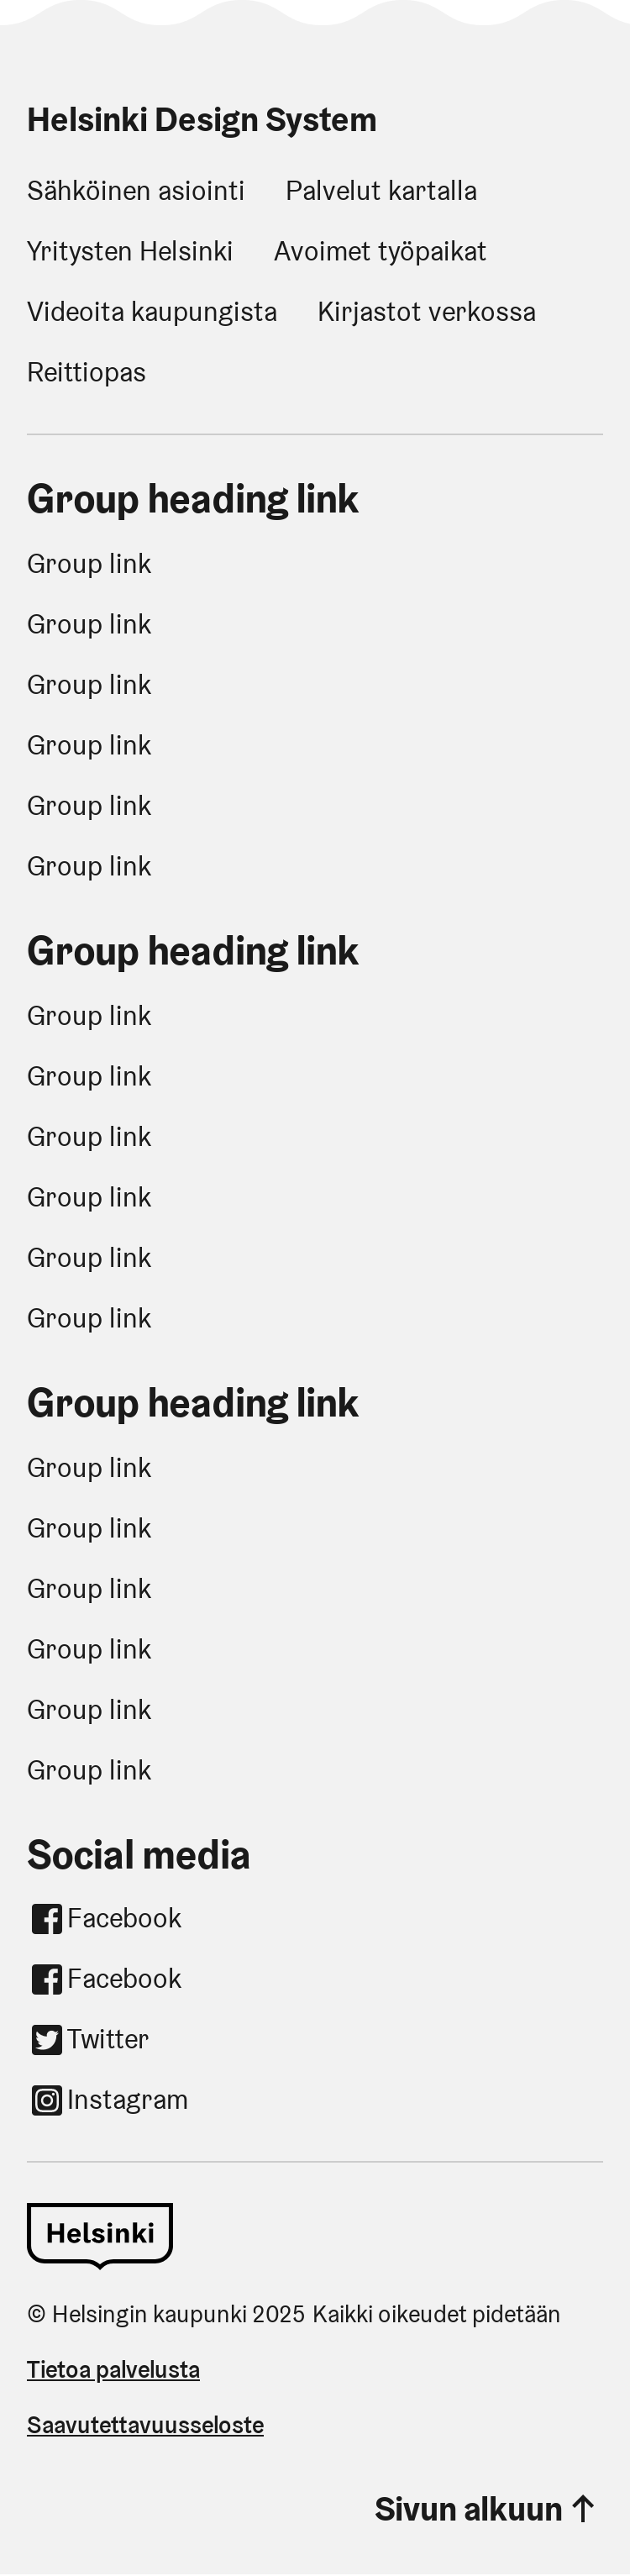 Helsinki Design System
Sähköinen asiointi Palvelut kartalla
Yritysten Helsinki Avoimet työpaikat
Videoita kaupungista Kirjastot verkossa
Reittiopas
Group heading link
Group link
Group link
Group link
Group link
Group link
Group link
Group heading link
Group link
Group link
Group link
Group link
Group link
Group link
Group heading link
Group link
Group link
Group link
Group link
Group link
Group link
Social media
Facebook
Facebook
Twitter
Instagram
Helsinki
© Helsingin kaupunki 2025 Kaikki oikeudet pidetään
Tietoa palvelusta
Saavutettavuusseloste
Sivun alkuun ↑